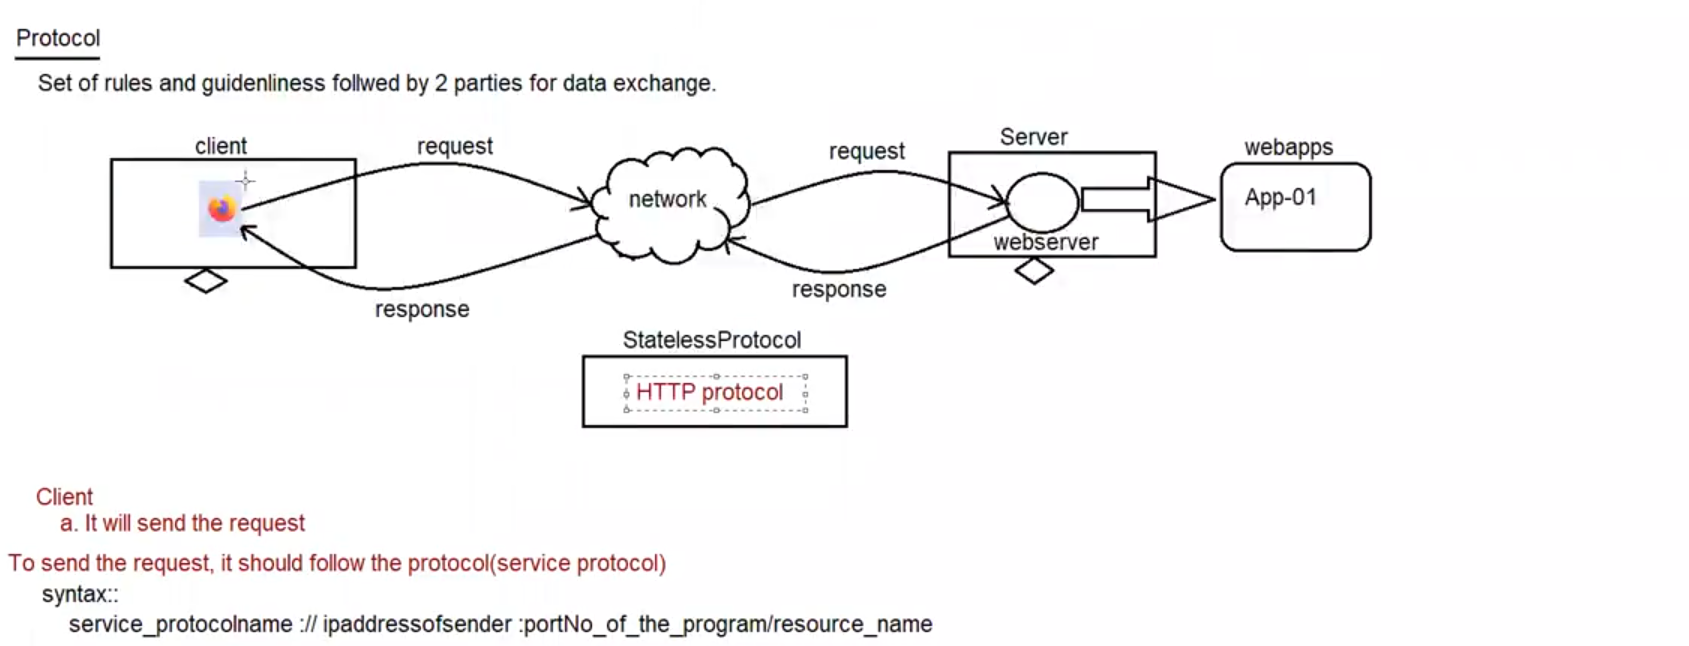 Protocol
Set of rules and guidenliness follwed by 2 parties for data exchange.
client
request
network
request
Server
webapps
App-01
webserver
response
response
StatelessProtocol
HTTP protocol
Client
a. It will send the request
To send the request, it should follow the protocol(service protocol)
syntax::
service_protocolname :// ipaddressofsender :portNo_of_the_program/resource_name